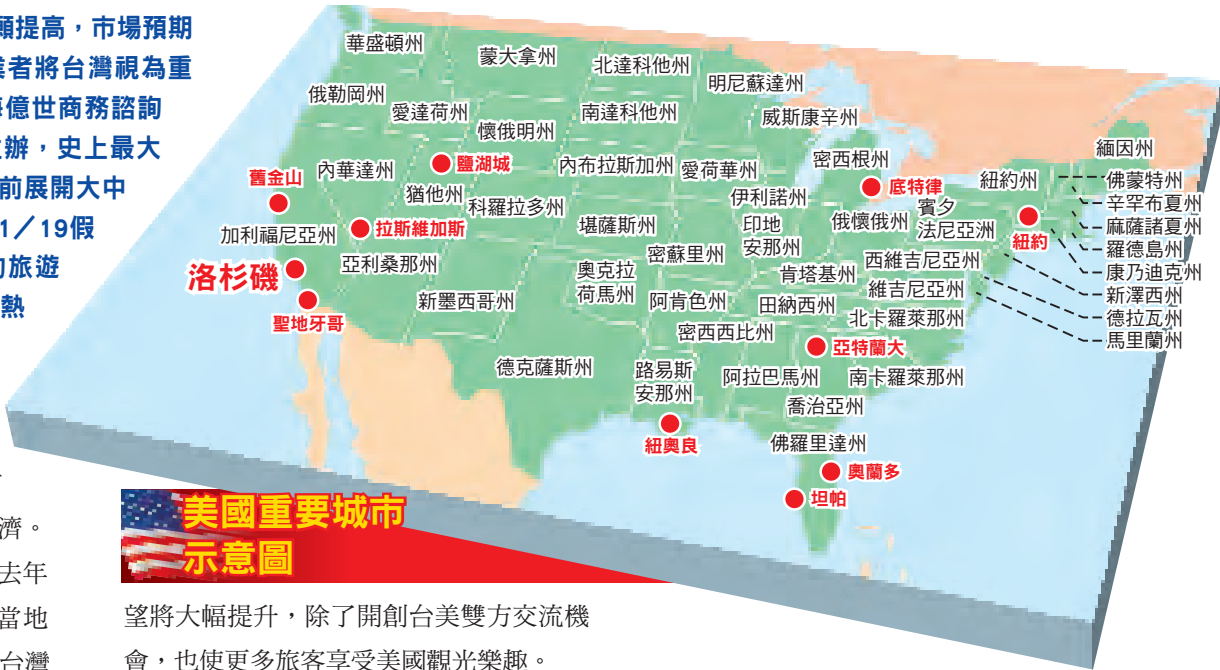 願提高，市場預期
業者將台灣視為重
海億世商務諮詢
辦，史上最大
前展開大中
1／19假
旅遊
熱
濟。
去年
當地
台灣
華盛頓州
蒙大拿州
北達科他州
明尼蘇達州
俄勒岡州
愛達荷州
懷俄明州
南達科他州
威斯康辛州
緬因州
舊金山
內華達州
鹽湖城
猶他州
科羅拉多州
內布拉斯加州
愛荷華州
伊利諾州
密西根州
底特律
紐約州
佛蒙特州
辛罕布夏州
麻薩諸夏州
羅德島州
康乃迪克州
新澤西州
德拉瓦州
馬里蘭州
加利福尼亞州
拉斯維加斯
堪薩斯州
印地
安那州
俄懷俄州
賓夕
法尼亞洲
紐約
洛杉磯
亞利桑那州
密蘇里州
西維吉尼亞州
聖地牙哥
新墨西哥州
奧克拉
荷馬州
阿肯色州
肯塔基州
田納西州
維吉尼亞州
北卡羅萊那州
密西西比州
亞特蘭大
德克薩斯州
路易斯
安那州
阿拉巴馬州
南卡羅萊那州
喬治亞州
紐奧良
佛羅里達州
奧蘭多
坦帕
美國重要城市
示意圖
望將大幅提升，除了開創台美雙方交流機
會，也使更多旅客享受美國觀光樂趣。